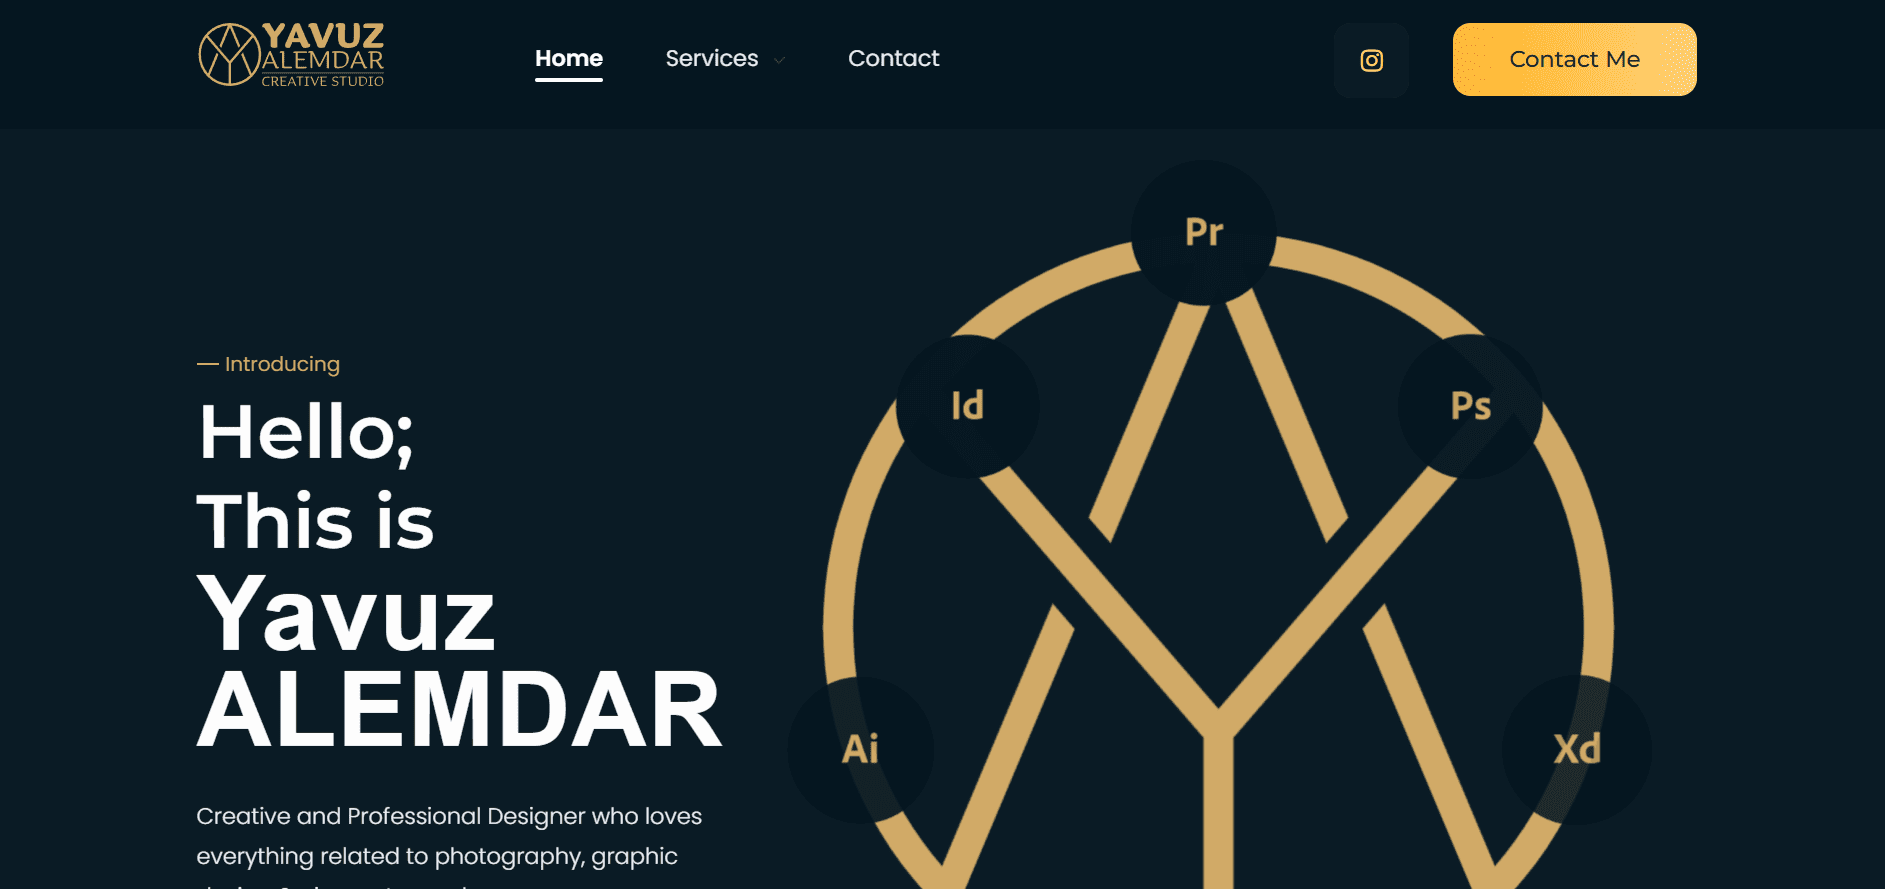 YAVUZ
ALEMDAR
CREATIVE STUDIO
Home
Services
Contact
Contact Me
— Introducing
Hello;
This is
Yavuz
ALEMDAR
Creative and Professional Designer who loves
everything related to photography, graphic
Pr
Id
Ps
Ai
Xd